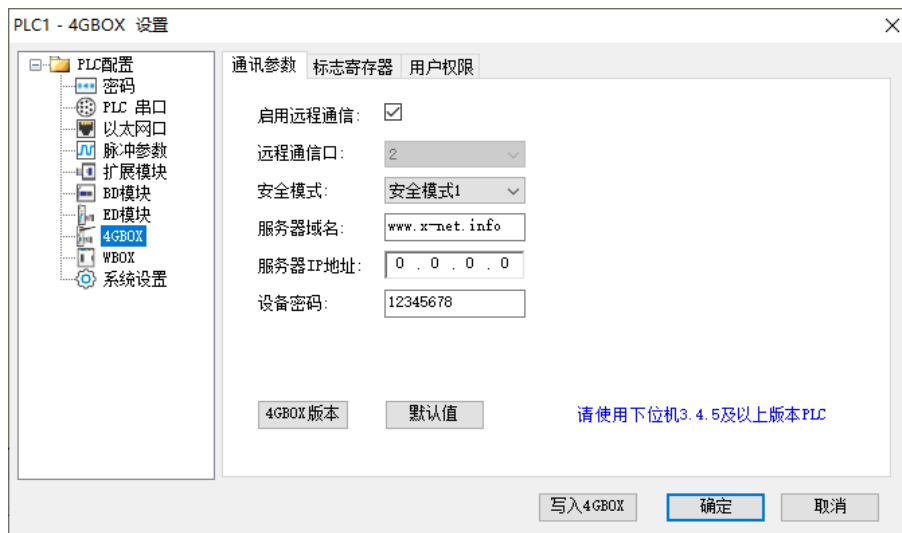 PLC1 - 4GBOX 设置
PLC配置
密码
PLC 串口
以太网口
脉冲参数
扩展模块
BD模块
ED模块
4GBOX
WBOX
系统设置
通讯参数 标志寄存器 用户权限
启用远程通信:
远程通信口: 2
安全模式: 安全模式1
服务器域名: www.x-net.info
服务器IP地址: 0 . 0 . 0 . 0
设备密码: 12345678
4GBOX版本 默认值 请使用下位机3.4.5及以上版本PLC
写入4GBOX 确定 取消